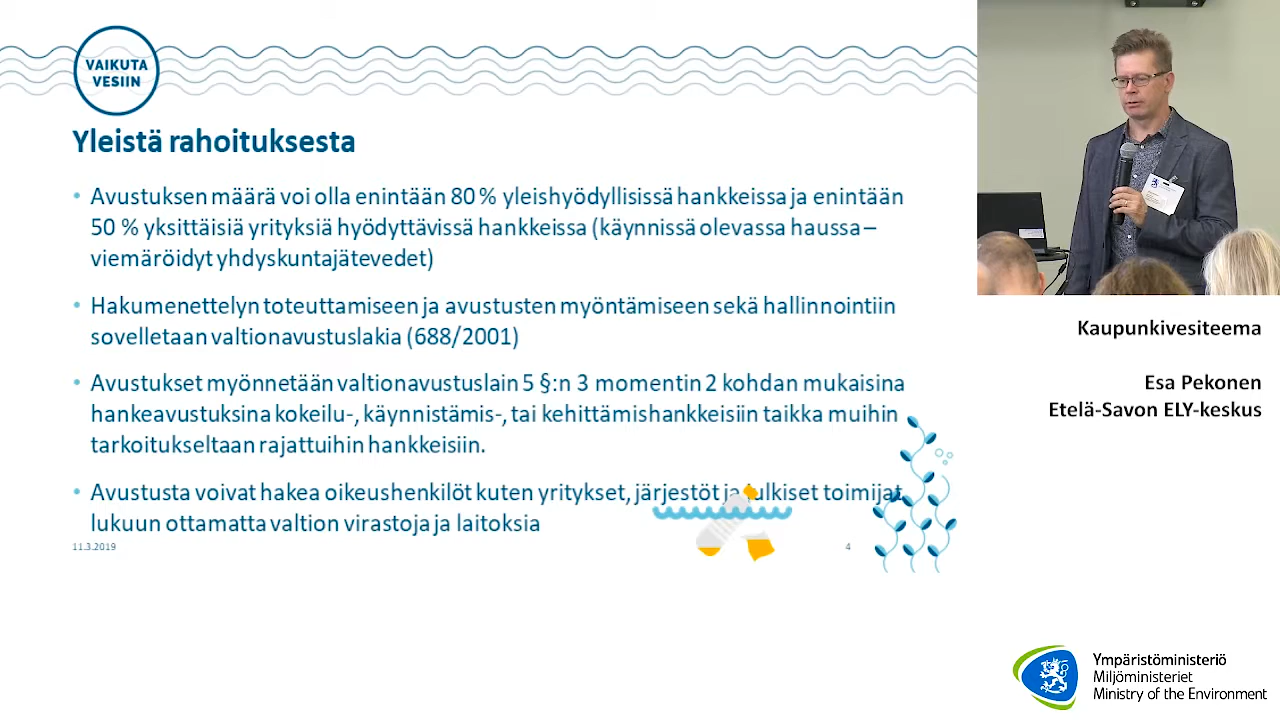 VAIKUTA
VESIIN
Yleistä rahoituksesta
• Avustuksen määrä voi olla enintään 80 % yleishyödyllisissä hankkeissa ja enintään
50 % yksittäisiä yrityksiä hyödyttävissä hankkeissa (käynnissä olevassa haussa –
viemäröidyt yhdyskuntajätevedet)
• Hakumenettelyn toteuttamiseen ja avustusten myöntämiseen sekä hallinnointiin
sovelletaan valtionavustuslakia (688/2001)
• Avustukset myönnetään valtionavustuslain 5 §:n 3 momentin 2 kohdan mukaisina
hankeavustuksina kokeilu-, käynnistämis-, tai kehittämishankkeisiin taikka muihin
tarkoitukseltaan rajattuihin hankkeisiin.
• Avustusta voivat hakea oikeushenkilöt kuten yritykset, järjestöt ja julkiset toimijat
lukuun ottamatta valtion virastoja ja laitoksia
11.3.2019
4
Kaupunkivesiteema
Esa Pekonen
Etelä-Savon ELY-keskus
Ympäristöministeriö
Miljöministeriet
Ministry of the Environment